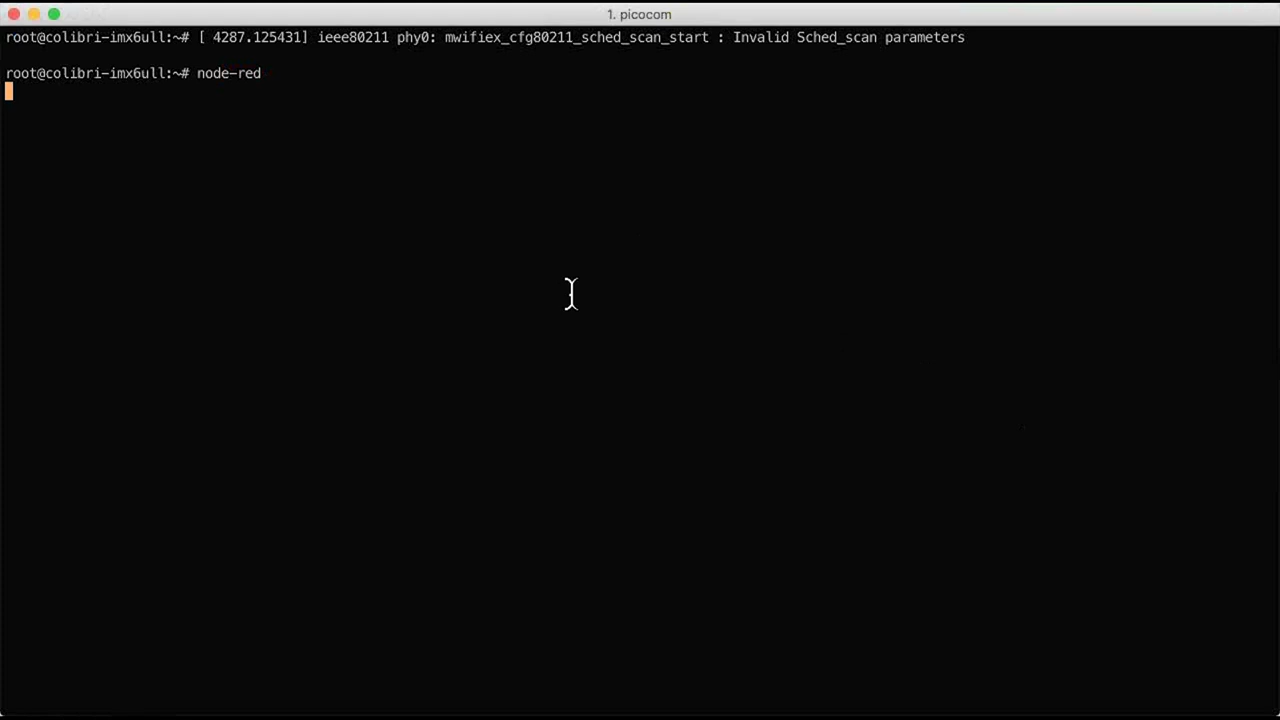 1. picocom
root@colibri-imx6ull:~# [ 4287.125431] ieee80211 phy0: mwifiex_cfg80211_sched_scan_start : Invalid Sched_scan parameters
root@colibri-imx6ull:~# node-red